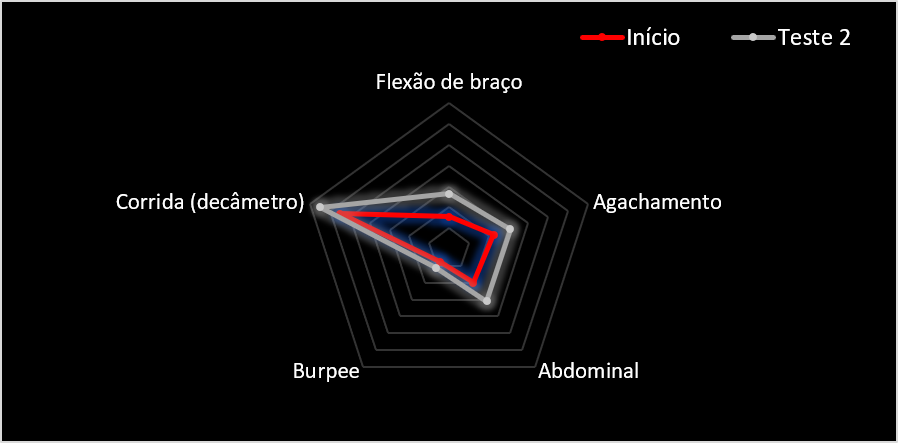 Início
Teste 2
Flexão de braço
Corrida (decâmetro)
Agachamento
Burpee
Abdominal